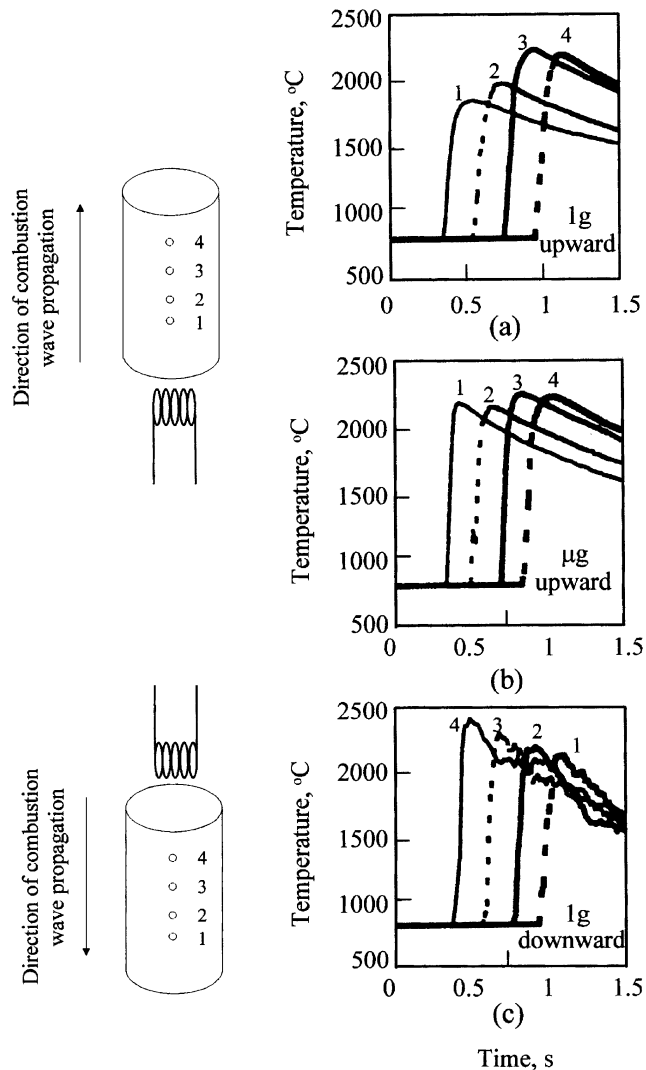 Direction of combustion
wave propagation
4
3
2
1
Temperature, °C
2500
2000
1500
1000
500
1
2
3
4
1g
upward
0
0.5
1
1.5
(a)
Temperature, °C
2500
2000
1500
1000
500
1
2
3
4
μg
upward
0
0.5
1
1.5
(b)
Direction of combustion
wave propagation
4
3
2
1
Temperature, °C
2500
2000
1500
1000
500
4
3
2
1
1g
downward
0
0.5
1
1.5
(c)
Time, s